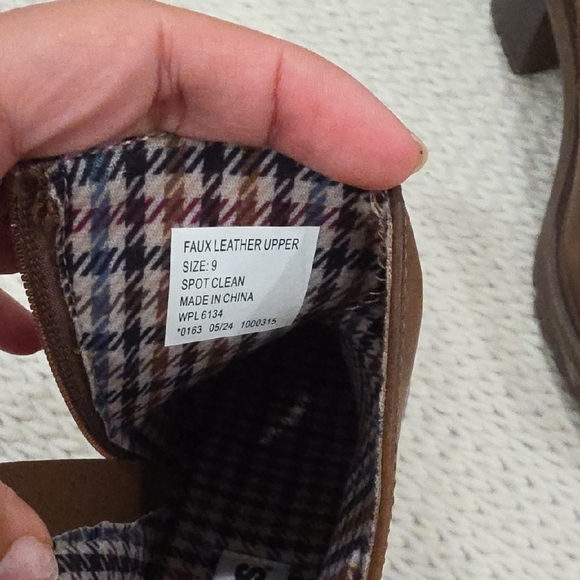 FAUX LEATHER UPPER
SIZE: 9
SPOT CLEAN
MADE IN CHINA
WPL 6134
*0163 05/24 1000315
S